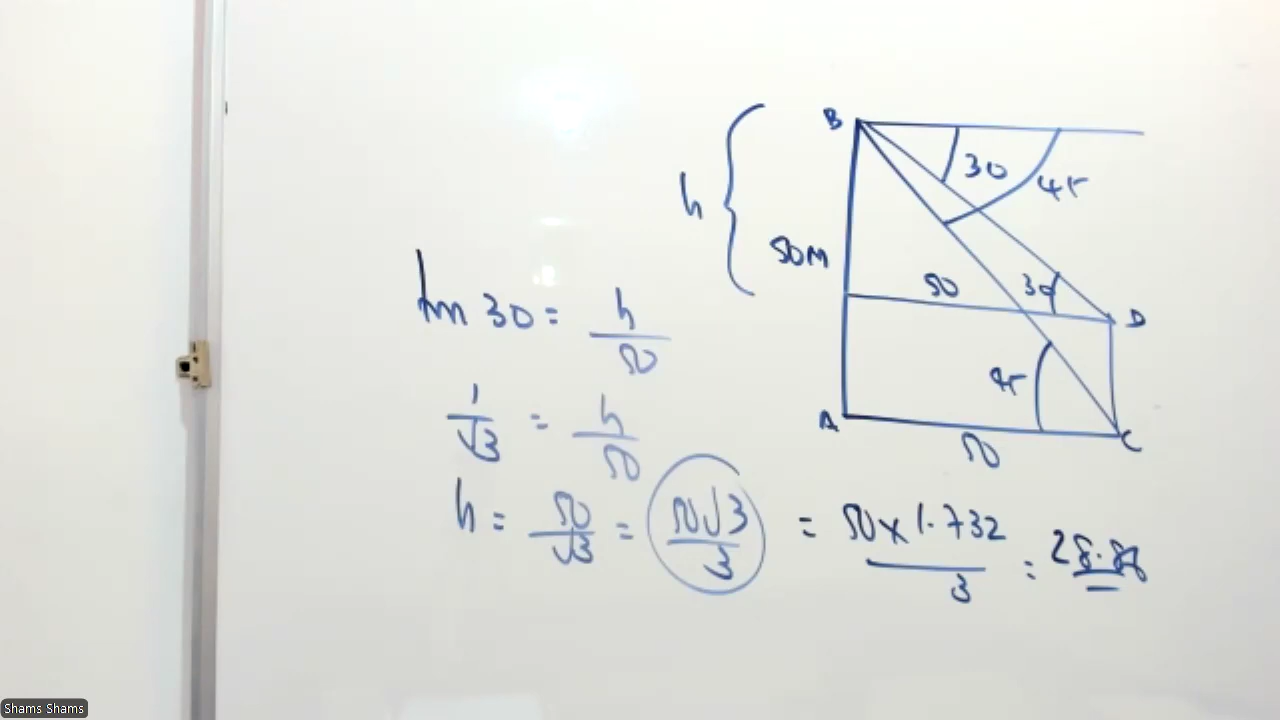 B
30
45
h
50M
50
30
D
tan 30 = h/50
45
A
50
C
1/√3 = h/50
h = 50/√3 = 50√3/3 = 50×1.732/3 = 28.88
Shams Shams